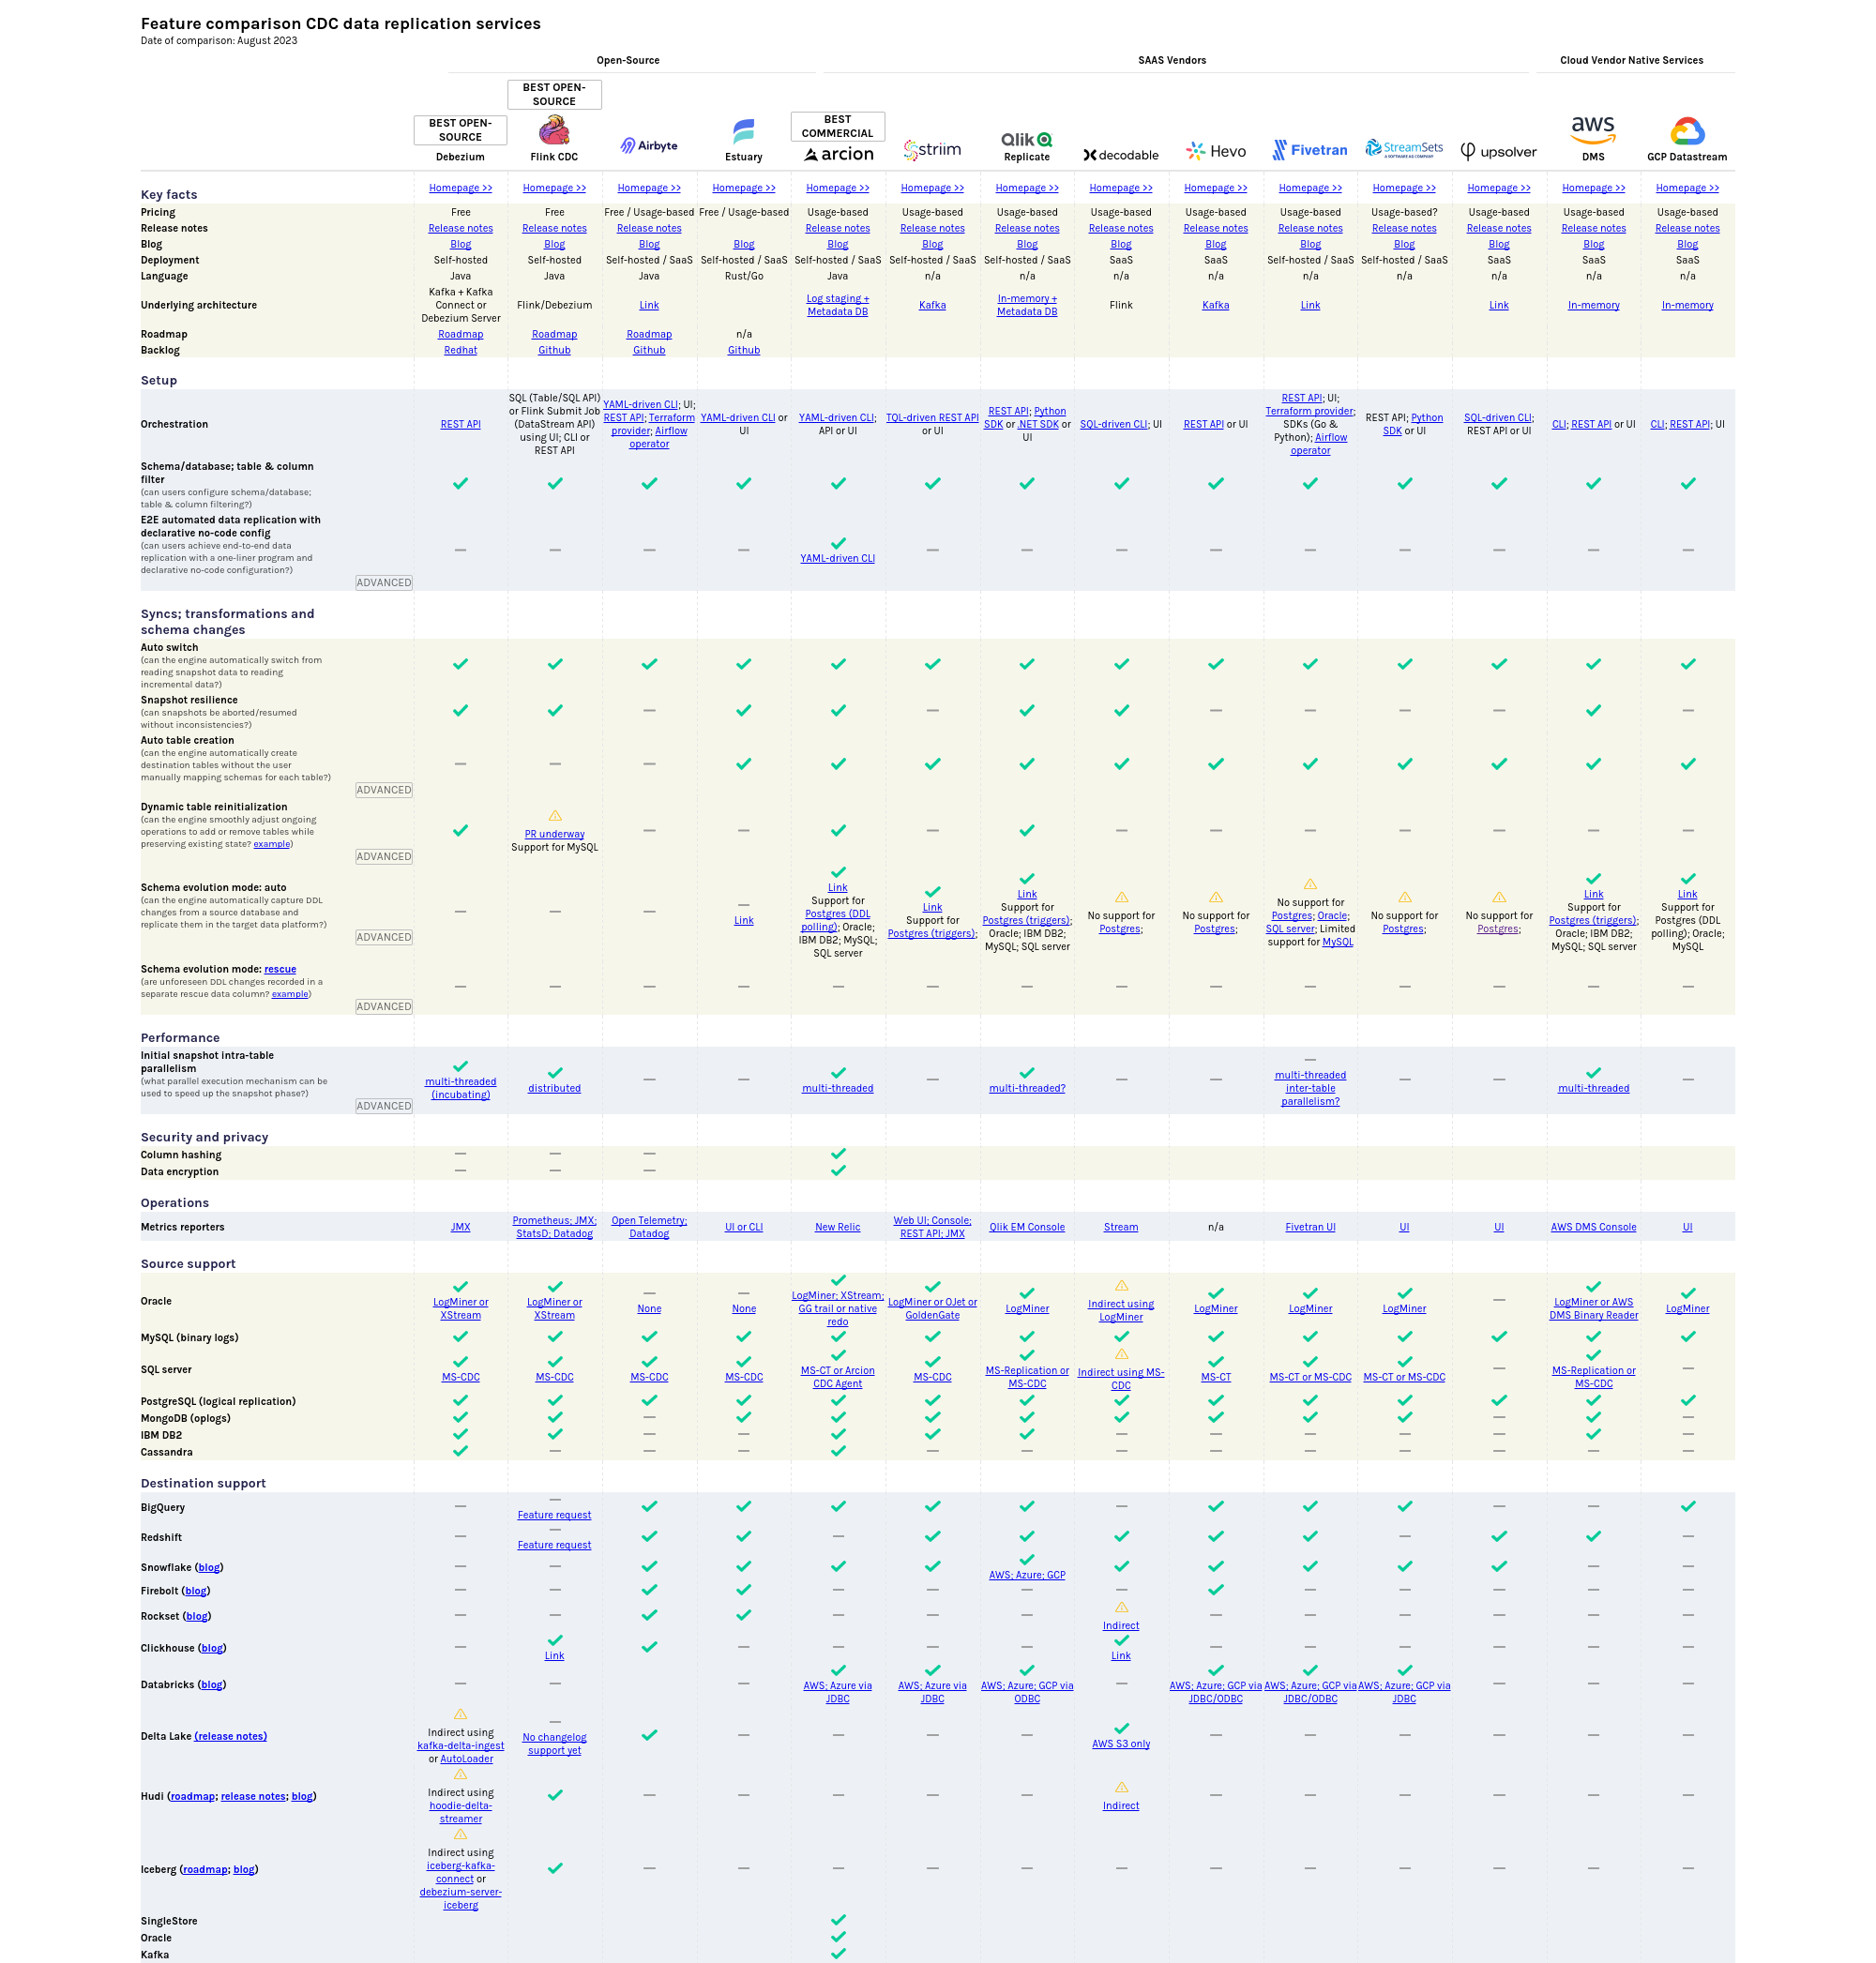 Feature comparison CDC data replication services
Date of comparison: August 2023
Open-Source SAAS Vendors Cloud Vendor Native Services
BEST OPEN-
SOURCE
BEST OPEN-
SOURCE
BEST
COMMERCIAL
Airbyte arcion striim Qlik decodable Hevo Fivetran StreamSets upsolver aws
Debezium Flink CDC Estuary Replicate DMS GCP Datastream
Key facts Homepage >> Homepage >> Homepage >> Homepage >> Homepage >> Homepage >> Homepage >> Homepage >> Homepage >> Homepage >> Homepage >> Homepage >> Homepage >> Homepage >>
Pricing Free Free Free / Usage-based Free / Usage-based Usage-based Usage-based Usage-based Usage-based Usage-based Usage-based Usage-based? Usage-based Usage-based Usage-based
Release notes Release notes Release notes Release notes Release notes Release notes Release notes Release notes Release notes Release notes Release notes Release notes Release notes Release notes
Blog Blog Blog Blog Blog Blog Blog Blog Blog Blog Blog Blog Blog Blog Blog
Deployment Self-hosted Self-hosted Self-hosted / SaaS Self-hosted / SaaS Self-hosted / SaaS Self-hosted / SaaS Self-hosted / SaaS SaaS SaaS Self-hosted / SaaS Self-hosted / SaaS SaaS SaaS SaaS
Language Java Java Java Rust/Go Java n/a n/a n/a n/a n/a n/a n/a n/a n/a
Underlying architecture
Kafka + Kafka
Connect or
Debezium Server
Flink/Debezium
Link
Log staging +
Metadata DB
Kafka
In-memory +
Metadata DB
Flink
Kafka
Link
Link
In-memory
In-memory
Roadmap Roadmap Roadmap Roadmap n/a
Backlog Redhat Github Github Github
Setup
Orchestration
REST API
SQL (Table/SQL API)
or Flink Submit Job
(DataStream API)
using UI; CLI or
REST API
YAML-driven CLI; UI;
REST API; Terraform
provider; Airflow
operator
YAML-driven CLI or
UI
YAML-driven CLI;
API or UI
TQL-driven REST API
or UI
REST API; Python
SDK or .NET SDK or
UI
SQL-driven CLI; UI
REST API or UI
REST API; UI;
Terraform provider;
SDKs (Go &
Python); Airflow
operator
REST API; Python
SDK or UI
SQL-driven CLI;
REST API or UI
CLI; REST API or UI
CLI; REST API; UI
Schema/database; table & column
filter
(can users configure schema/database;
table & column filtering?)
E2E automated data replication with
declarative no-code config
(can users achieve end-to-end data
replication with a one-liner program and
declarative no-code configuration?)
ADVANCED
YAML-driven CLI
Syncs; transformations and
schema changes
Auto switch
(can the engine automatically switch from
reading snapshot data to reading
incremental data?)
Snapshot resilience
(can snapshots be aborted/resumed
without inconsistencies?)
Auto table creation
(can the engine automatically create
destination tables without the user
manually mapping schemas for each table?)
ADVANCED
Dynamic table reinitialization
(can the engine smoothly adjust ongoing
operations to add or remove tables while
preserving existing state? example)
ADVANCED
PR underway
Support for MySQL
Schema evolution mode: auto
(can the engine automatically capture DDL
changes from a source database and
replicate them in the target data platform?)
ADVANCED
Link
Link
Support for
Postgres (DDL
polling); Oracle;
IBM DB2; MySQL;
SQL server
Link
Support for
Postgres (triggers);
Link
Support for
Postgres (triggers);
Oracle; IBM DB2;
MySQL; SQL server
No support for
Postgres;
No support for
Postgres;
No support for
Postgres; Oracle;
SQL server; Limited
support for MySQL
No support for
Postgres;
No support for
Postgres;
Link
Support for
Postgres (triggers);
Oracle; IBM DB2;
MySQL; SQL server
Link
Support for
Postgres (DDL
polling); Oracle;
MySQL
Schema evolution mode: rescue
(are unforeseen DDL changes recorded in a
separate rescue data column? example)
ADVANCED
Performance
Initial snapshot intra-table
parallelism
(what parallel execution mechanism can be
used to speed up the snapshot phase?)
ADVANCED
multi-threaded
(incubating)
distributed
multi-threaded
multi-threaded?
multi-threaded
inter-table
parallelism?
multi-threaded
Security and privacy
Column hashing
Data encryption
Operations
Metrics reporters
JMX
Prometheus; JMX;
StatsD; Datadog
Open Telemetry;
Datadog
UI or CLI
New Relic
Web UI; Console;
REST API; JMX
Qlik EM Console
Stream
n/a
Fivetran UI
UI
UI
AWS DMS Console
UI
Source support
Oracle
LogMiner or
XStream
LogMiner or
XStream
None
None
LogMiner; XStream;
GG trail or native
redo
LogMiner or OJet or
GoldenGate
LogMiner
Indirect using
LogMiner
LogMiner
LogMiner
LogMiner
LogMiner or AWS
DMS Binary Reader
LogMiner
MySQL (binary logs)
SQL server
MS-CDC
MS-CDC
MS-CDC
MS-CDC
MS-CT or Arcion
CDC Agent
MS-CDC
MS-Replication or
MS-CDC
Indirect using MS-
CDC
MS-CT
MS-CT or MS-CDC
MS-CT or MS-CDC
MS-Replication or
MS-CDC
PostgreSQL (logical replication)
MongoDB (oplogs)
IBM DB2
Cassandra
Destination support
BigQuery
Feature request
Redshift
Feature request
Snowflake (blog)
AWS; Azure; GCP
Firebolt (blog)
Rockset (blog)
Indirect
Clickhouse (blog)
Link
Link
Databricks (blog)
AWS; Azure via
JDBC
AWS; Azure via
JDBC
AWS; Azure; GCP via
ODBC
AWS; Azure; GCP via
JDBC/ODBC
AWS; Azure; GCP via
JDBC/ODBC
AWS; Azure; GCP via
JDBC
Delta Lake (release notes)
Indirect using
kafka-delta-ingest
or AutoLoader
No changelog
support yet
AWS S3 only
Hudi (roadmap; release notes; blog)
Indirect using
hoodie-delta-
streamer
Indirect
Iceberg (roadmap; blog)
Indirect using
iceberg-kafka-
connect or
debezium-server-
iceberg
SingleStore
Oracle
Kafka